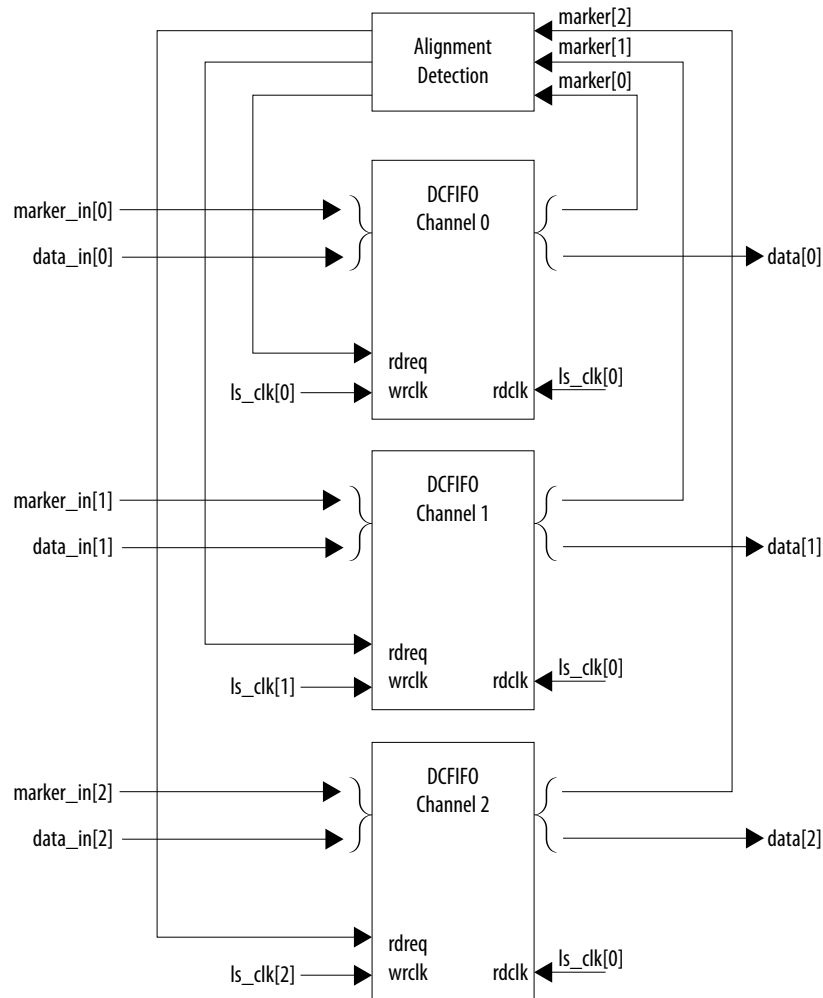 marker[2]
Alignment
Detection
marker[1]
marker[0]
DCFIFO
Channel 0
marker_in[0]
data_in[0]
data[0]
rdreq
ls_clk[0]
wrclk
rdclk
ls_clk[0]
DCFIFO
Channel 1
marker_in[1]
data_in[1]
data[1]
rdreq
ls_clk[1]
wrclk
rdclk
ls_clk[0]
DCFIFO
Channel 2
marker_in[2]
data_in[2]
data[2]
rdreq
ls_clk[2]
wrclk
rdclk
ls_clk[0]